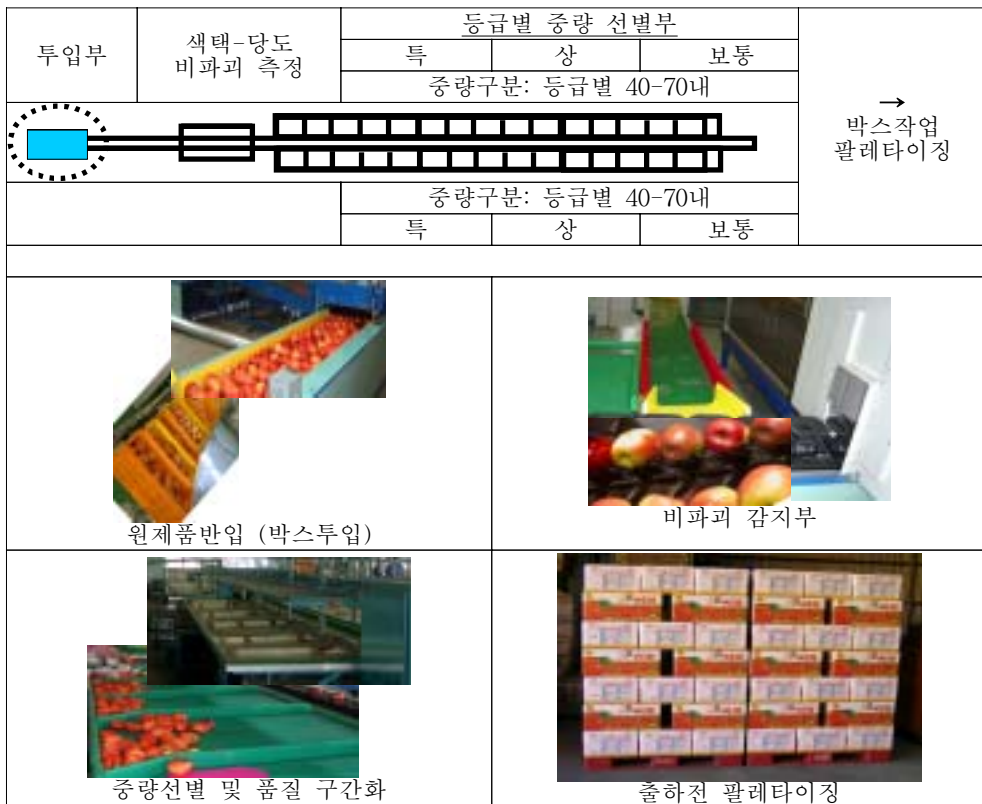 투입부
색택-당도
비파괴 측정
등급별 중량 선별부
특 상 보통
중량구분: 등급별 40-70내
→
박스작업
팔레타이징
중량구분: 등급별 40-70내
특 상 보통
원제품반입 (박스투입)
비파괴 감지부
중량선별 및 품질 구간화
출하전 팔레타이징